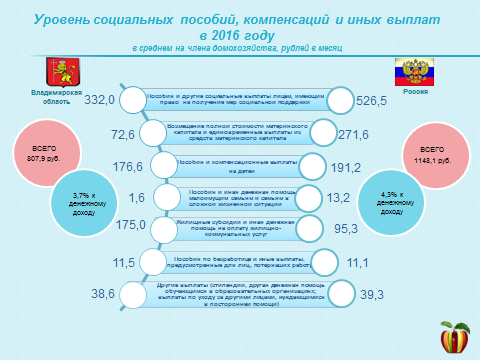 Уровень социальных пособий, компенсаций и иных выплат
в 2016 году
в среднем на члена домохозяйства, рублей в месяц
Владимирская
область
Россия
332,0
Пособия и другие социальные выплаты лицам, имеющим
право на получение мер социальной поддержки
526,5
72,6
Возмещение полной стоимости материнского
капитала и единовременные выплаты из
средств материнского капитала
271,6
ВСЕГО
807,9 руб.
ВСЕГО
1148,1 руб.
176,6
Пособия и компенсационные выплаты
на детей
191,2
3,7% к
денежному
доходу
4,3% к
денежному
доходу
1,6
Пособия и иная денежная помощь
малоимущим семьям и семьям в
сложной жизненной ситуации
13,2
175,0
Жилищные субсидии и иная денежная
помощь на оплату жилищно-
коммунальных услуг
95,3
11,5
Пособия по безработице и иные выплаты,
предусмотренные для лиц, потерявших работу
11,1
38,6
Другие выплаты (стипендии, другая денежная помощь
обучающимся в образовательных организациях;
выплаты по уходу за другими лицами, нуждающимися
в посторонней помощи)
39,3